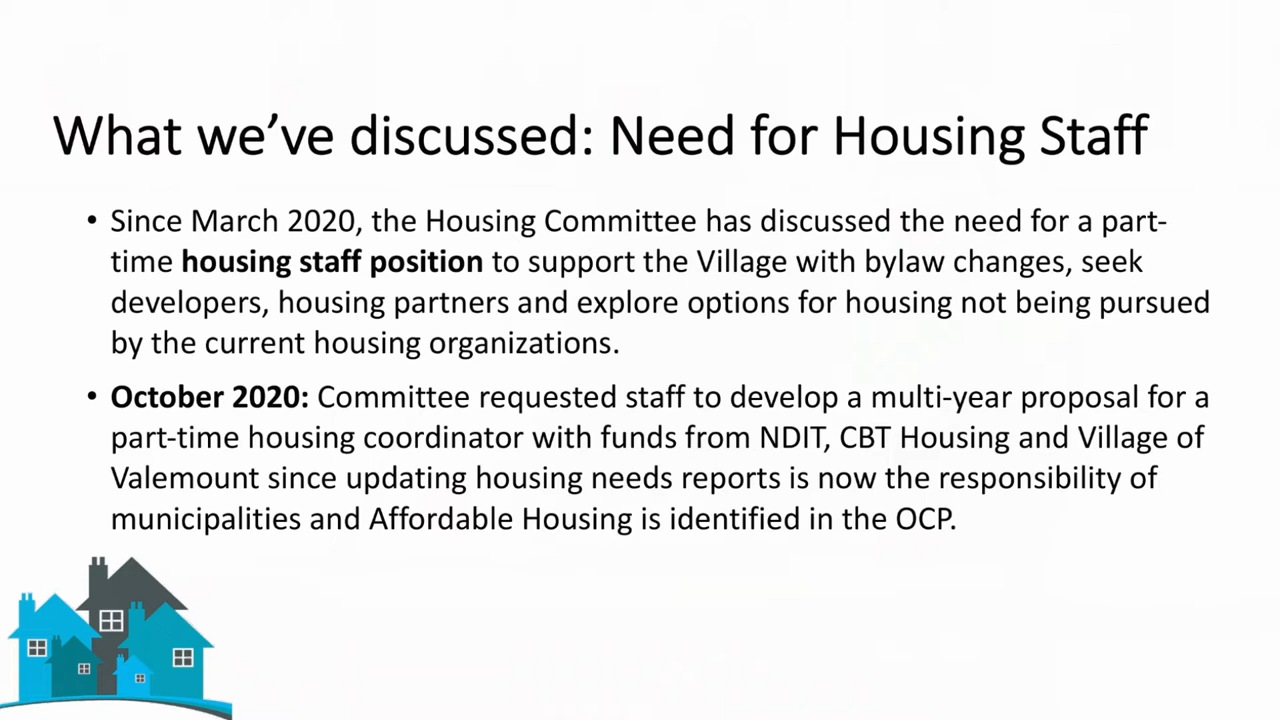 What we’ve discussed: Need for Housing Staff
• Since March 2020, the Housing Committee has discussed the need for a part-
time housing staff position to support the Village with bylaw changes, seek
developers, housing partners and explore options for housing not being pursued
by the current housing organizations.
• October 2020: Committee requested staff to develop a multi-year proposal for a
part-time housing coordinator with funds from NDIT, CBT Housing and Village of
Valemount since updating housing needs reports is now the responsibility of
municipalities and Affordable Housing is identified in the OCP.